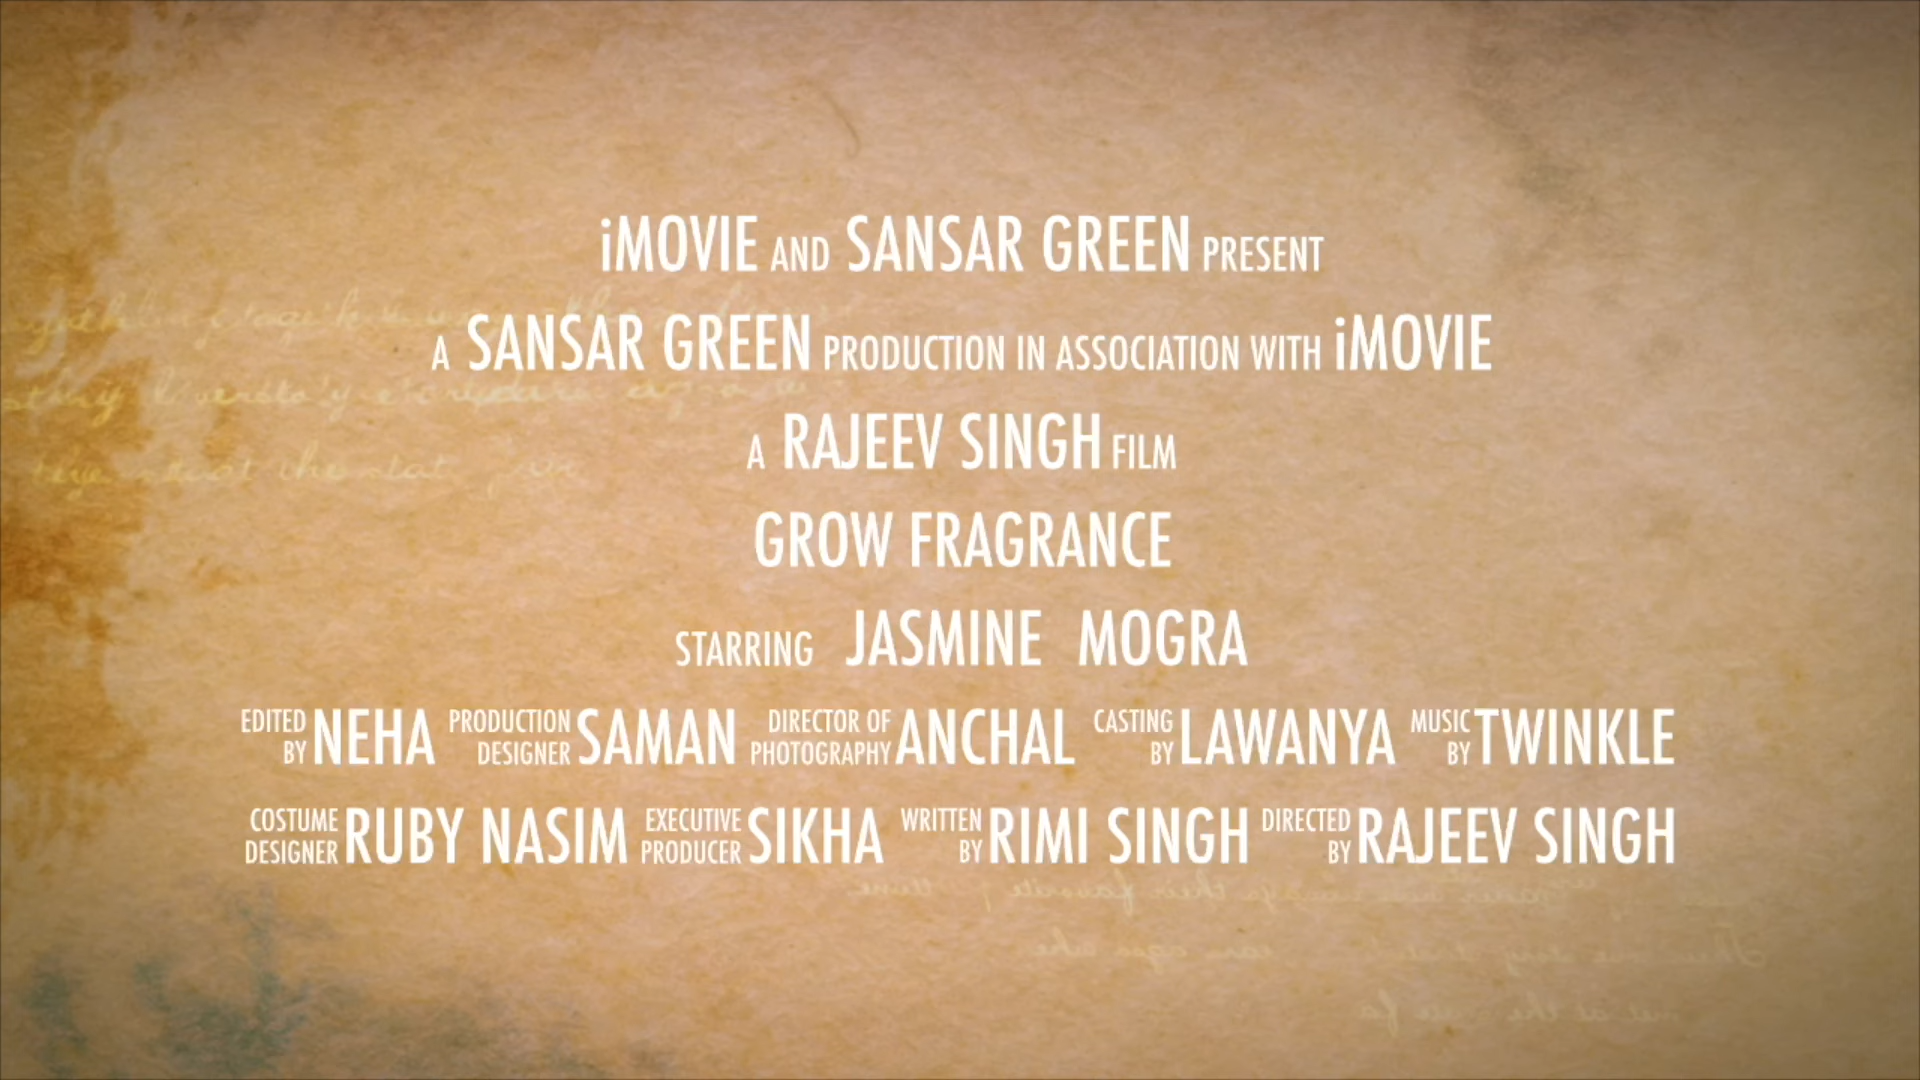 iMOVIE AND SANSAR GREEN PRESENT
A SANSAR GREEN PRODUCTION IN ASSOCIATION WITH iMOVIE
A RAJEEV SINGH FILM
GROW FRAGRANCE
STARRING JASMINE MOGRA
EDITED BY NEHA PRODUCTION DESIGNER SAMAN DIRECTOR OF PHOTOGRAPHY ANCHAL CASTING BY LAWANYA MUSIC BY TWINKLE
COSTUME DESIGNER RUBY NASIM EXECUTIVE PRODUCER SIKHA WRITTEN BY RIMI SINGH DIRECTED BY RAJEEV SINGH